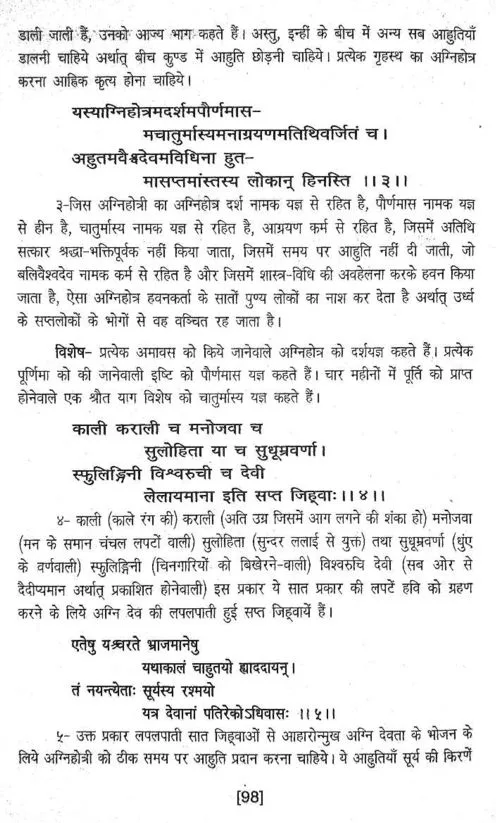 डाली जाती हैं, उनको आज्य भाग कहते हैं। अस्तु, इन्हीं के बीच में अन्य सब आहुतियाँ
डालनी चाहिये अर्थात् बीच कुण्ड में आहुति छोड़नी चाहिये। प्रत्येक गृहस्थ का अग्निहोत्र
करना आहिक कृत्य होना चाहिये।
यस्याग्निहोत्रमदर्शमपौर्णमास-
मचातुर्मास्यमनाग्रयणमतिथिवर्जितं च।
अहुतमवैश्वदेवमविधिना हुत-
मासप्तमांस्तस्य लोकान् हिनस्ति ।।३।।
३-जिस अग्निहोत्री का अग्निहोत्र दर्श नामक यज्ञ से रहित है, पौर्णमास नामक यज्ञ
से हीन है, चातुर्मास्य नामक यज्ञ से रहित है, आग्रयण कर्म से रहित है, जिसमें अतिथि
सत्कार श्रद्धा-भक्तिपूर्वक नहीं किया जाता, जिसमें समय पर आहुति नहीं दी जाती, जो
बलिवैश्वदेव नामक कर्म से रहित है और जिसमें शास्त्र-विधि की अवहेलना करके हवन किया
जाता है, ऐसा अग्निहोत्र हवनकर्ता के सातों पुण्य लोकों का नाश कर देता है अर्थात् उर्ध्व
के सप्तलोकों के भोगों से वह वञ्चित रह जाता है।
विशेष- प्रत्येक अमावस को किये जानेवाले अग्निहोत्र को दर्शयज्ञ कहते हैं। प्रत्येक
पूर्णिमा को की जानेवाली इष्टि को पौर्णमास यज्ञ कहते हैं। चार महीनों में पूर्ति को प्राप्त
होनेवाले एक श्रौत याग विशेष को चातुर्मास्य यज्ञ कहते हैं।
काली कराली च मनोजवा च
सुलोहिता या च सुधूम्रवर्णा।
स्फुलिङ्गिनी विश्वरुची च देवी
लेलायमाना इति सप्त जिह्वाः।।४।।
४- काली (काले रंग की) कराली (अति उग्र जिसमें आग लगने की शंका हो) मनोजवा
(मन के समान चंचल लपटों वाली) सुलोहिता (सुन्दर ललाई से युक्त) तथा सुधूम्रवर्णा (धुंए
के वर्णवाली) स्फुलिङ्गिनी (चिनगारियों को बिखेरने-वाली) विश्वरुचि देवी (सब ओर से
दैदीप्यमान अर्थात् प्रकाशित होनेवाली) इस प्रकार ये सात प्रकार की लपटें हवि को ग्रहण
करने के लिये अग्नि देव की लपलपाती हुई सप्त जिह्वायें हैं।
एतेषु यश्चरते भ्राजमानेषु
यथाकालं चाहुतयो ह्याददायन्।
तं नयन्त्येताः सूर्यस्य रश्मयो
यत्र देवानां पतिरेकोऽधिवासः ।।५।।
५- उक्त प्रकार लपलपाती सात जिह्वाओं से आहारोन्मुख अग्नि देवता के भोजन के
लिये अग्निहोत्री को ठीक समय पर आहुति प्रदान करना चाहिये। ये आहुतियाँ सूर्य की किरणें
[98]